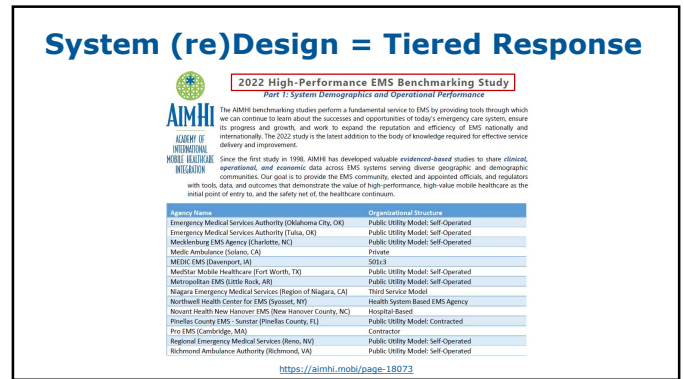 System (re)Design = Tiered Response
2022 High-Performance EMS Benchmarking Study
Part 1: System Demographics and Operational Performance
AIMHI
ACADEMY OF
INTERNATIONAL
MOBILE HEALTHCARE
INTEGRATION
The AIMHI benchmarking studies perform a fundamental service to EMS by providing tools through which
we can continue to learn about the successes and opportunities of today's emergency care system, ensure
its progress and growth, and work to expand the reputation and efficiency of EMS nationally and
internationally. The 2022 study is the latest addition to the body of knowledge required for effective service
delivery and improvement.
Since the first study in 1998, AIMHI has developed valuable evidenced-based studies to share clinical,
operational, and economic data across EMS systems serving diverse geographic and demographic
communities. Our goal is to provide the EMS community, elected and appointed officials, and regulators
with tools, data, and outcomes that demonstrate the value of high-performance, high-value mobile healthcare as the
initial point of entry to, and the safety net of, the healthcare continuum.
Agency Name Organizational Structure
Emergency Medical Services Authority (Oklahoma City, OK) Public Utility Model: Self-Operated
Emergency Medical Services Authority (Tulsa, OK) Public Utility Model: Self-Operated
Mecklenburg EMS Agency (Charlotte, NC) Public Utility Model: Self-Operated
Medic Ambulance (Solano, CA) Private
MEDIC EMS (Davenport, IA) 501c3
MedStar Mobile Healthcare (Fort Worth, TX) Public Utility Model: Self-Operated
Metropolitan EMS (Little Rock, AR) Public Utility Model: Self-Operated
Niagara Emergency Medical Services (Region of Niagara, CA) Third Service Model
Northwell Health Center for EMS (Syosset, NY) Health System Based EMS Agency
Novant Health New Hanover EMS (New Hanover County, NC) Hospital-Based
Pinellas County EMS - Sunstar (Pinellas County, FL) Public Utility Model: Contracted
Pro EMS (Cambridge, MA) Contractor
Regional Emergency Medical Services (Reno, NV) Public Utility Model: Self-Operated
Richmond Ambulance Authority (Richmond, VA) Public Utility Model: Self-Operated
https://aimhi.mobi/page-18073